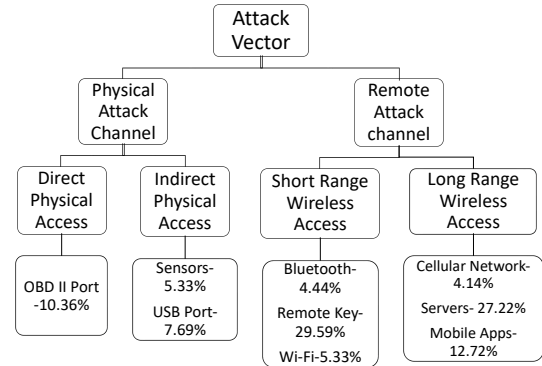 Attack
Vector
Physical
Attack
Channel
Remote
Attack
channel
Direct
Physical
Access
Indirect
Physical
Access
Short Range
Wireless
Access
Long Range
Wireless
Access
OBD II Port
-10.36%
Sensors-
5.33%
USB Port-
7.69%
Bluetooth-
4.44%
Remote Key-
29.59%
Wi-Fi-5.33%
Cellular Network-
4.14%
Servers- 27.22%
Mobile Apps-
12.72%